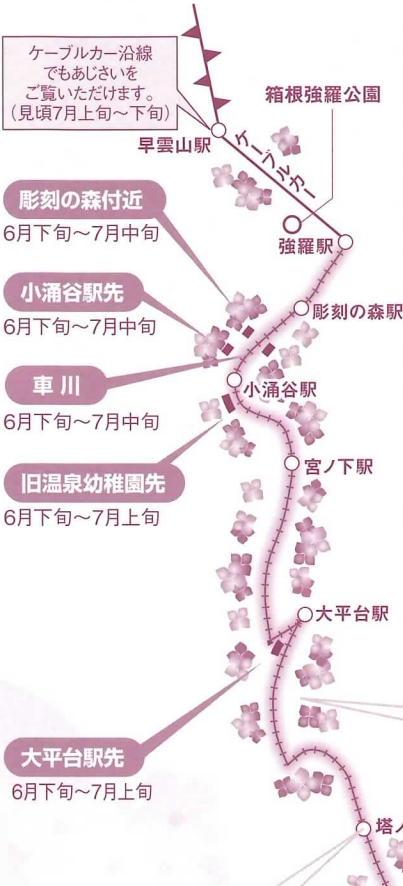 ケーブルカー沿線
でもあじさいを
ご覧いただけます。
(見頃7月上旬〜下旬)
箱根強羅公園
早雲山駅
ケーブルカー
彫刻の森付近
6月下旬〜7月中旬
強羅駅
小涌谷駅先
6月下旬〜7月中旬
彫刻の森駅
車川
6月下旬〜7月中旬
小涌谷駅
旧温泉幼稚園先
6月下旬〜7月上旬
宮ノ下駅
大平台駅
大平台駅先
6月下旬〜7月上旬
塔ノ